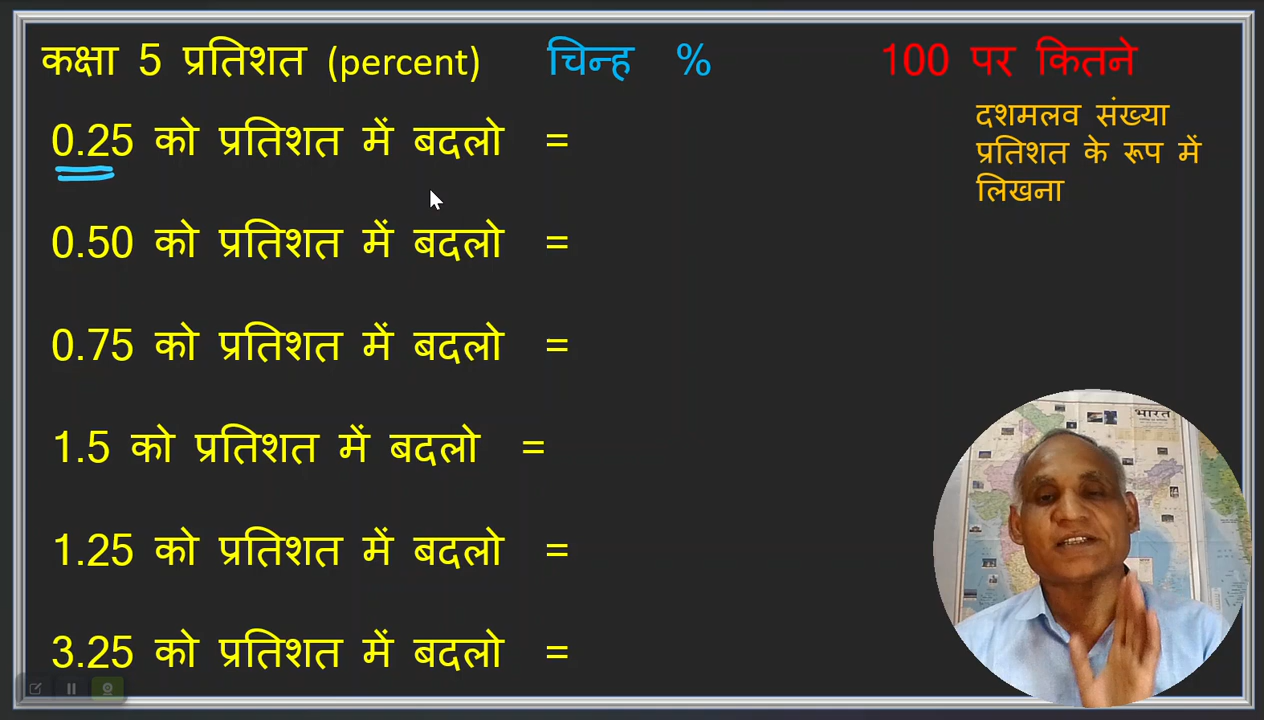 कक्षा 5 प्रतिशत (percent) चिन्ह % 100 पर कितने
दशमलव संख्या
प्रतिशत के रूप में
लिखना
0.25 को प्रतिशत में बदलो =
0.50 को प्रतिशत में बदलो =
0.75 को प्रतिशत में बदलो =
1.5 को प्रतिशत में बदलो =
1.25 को प्रतिशत में बदलो =
3.25 को प्रतिशत में बदलो =
भारत